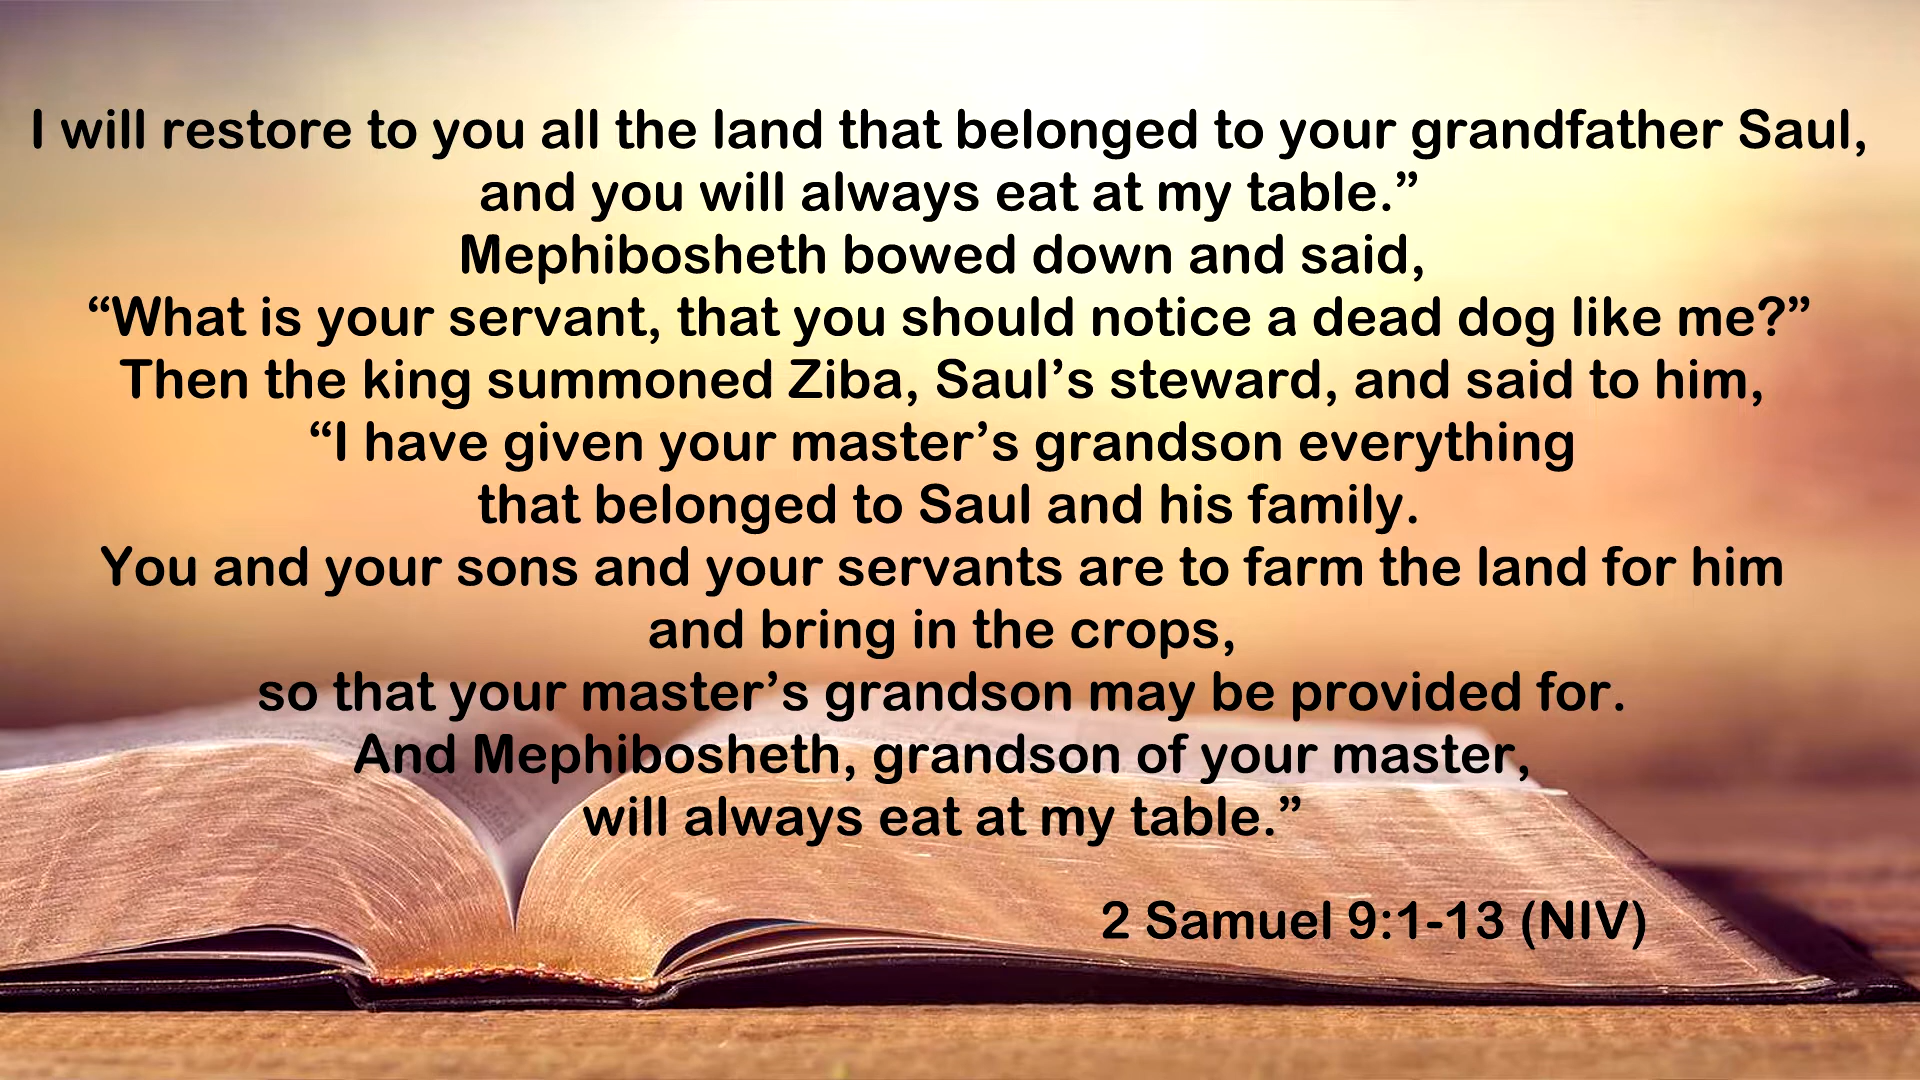 I will restore to you all the land that belonged to your grandfather Saul,
and you will always eat at my table.”
Mephibosheth bowed down and said,
“What is your servant, that you should notice a dead dog like me?”
Then the king summoned Ziba, Saul’s steward, and said to him,
“I have given your master’s grandson everything
that belonged to Saul and his family.
You and your sons and your servants are to farm the land for him
and bring in the crops,
so that your master’s grandson may be provided for.
And Mephibosheth, grandson of your master,
will always eat at my table.”
2 Samuel 9:1-13 (NIV)